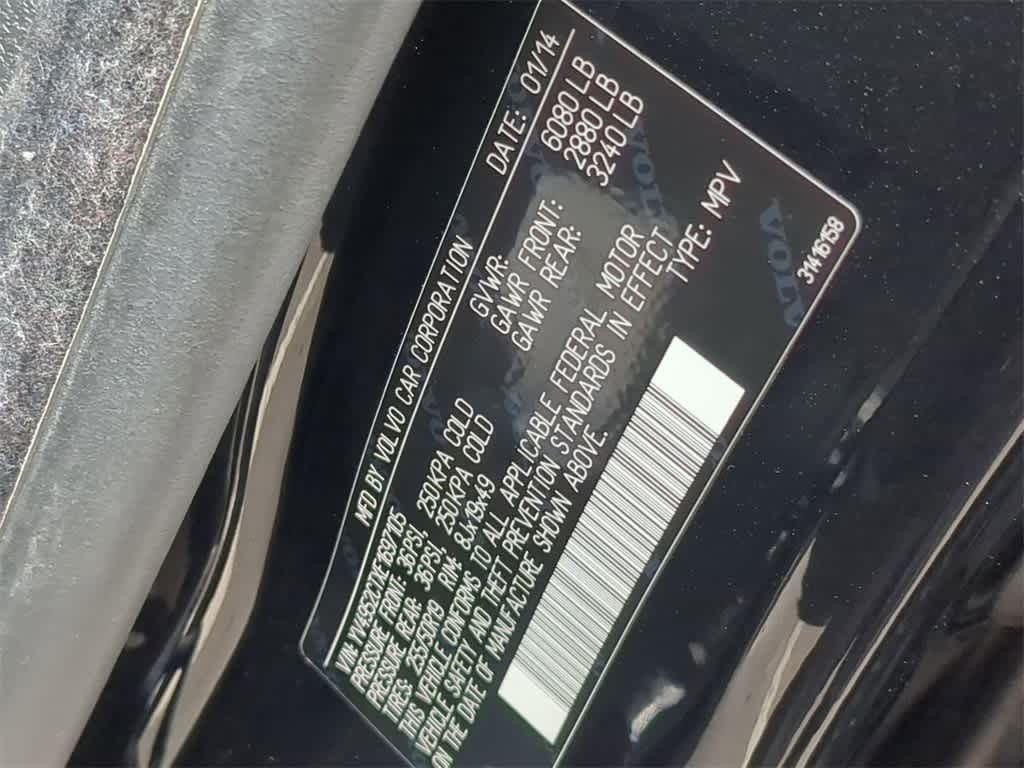 MFD BY VOLVO CAR CORPORATION DATE: 01/14
VIN:
PRESSURE FRONT: 36PSI 250KPA COLD GVWR: 6080 LB
PRESSURE REAR: 36PSI 250KPA COLD GAWR FRONT: 2880 LB
TIRES: RIM: 8Jx19x49 GAWR REAR: 3240 LB
THIS VEHICLE CONFORMS TO ALL APPLICABLE FEDERAL MOTOR
VEHICLE SAFETY AND THEFT PREVENTION STANDARDS IN EFFECT
ON THE DATE OF MANUFACTURE SHOWN ABOVE. TYPE: MPV
VOLVO
31416158